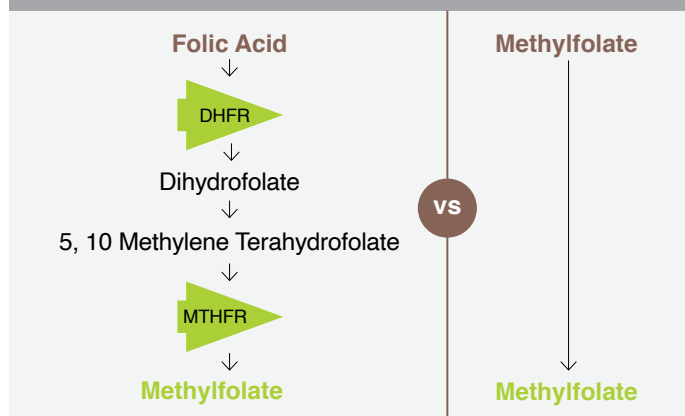 Folic Acid
DHFR
Dihydrofolate
5, 10 Methylene Terahydrofolate
MTHFR
Methylfolate
vs
Methylfolate
Methylfolate